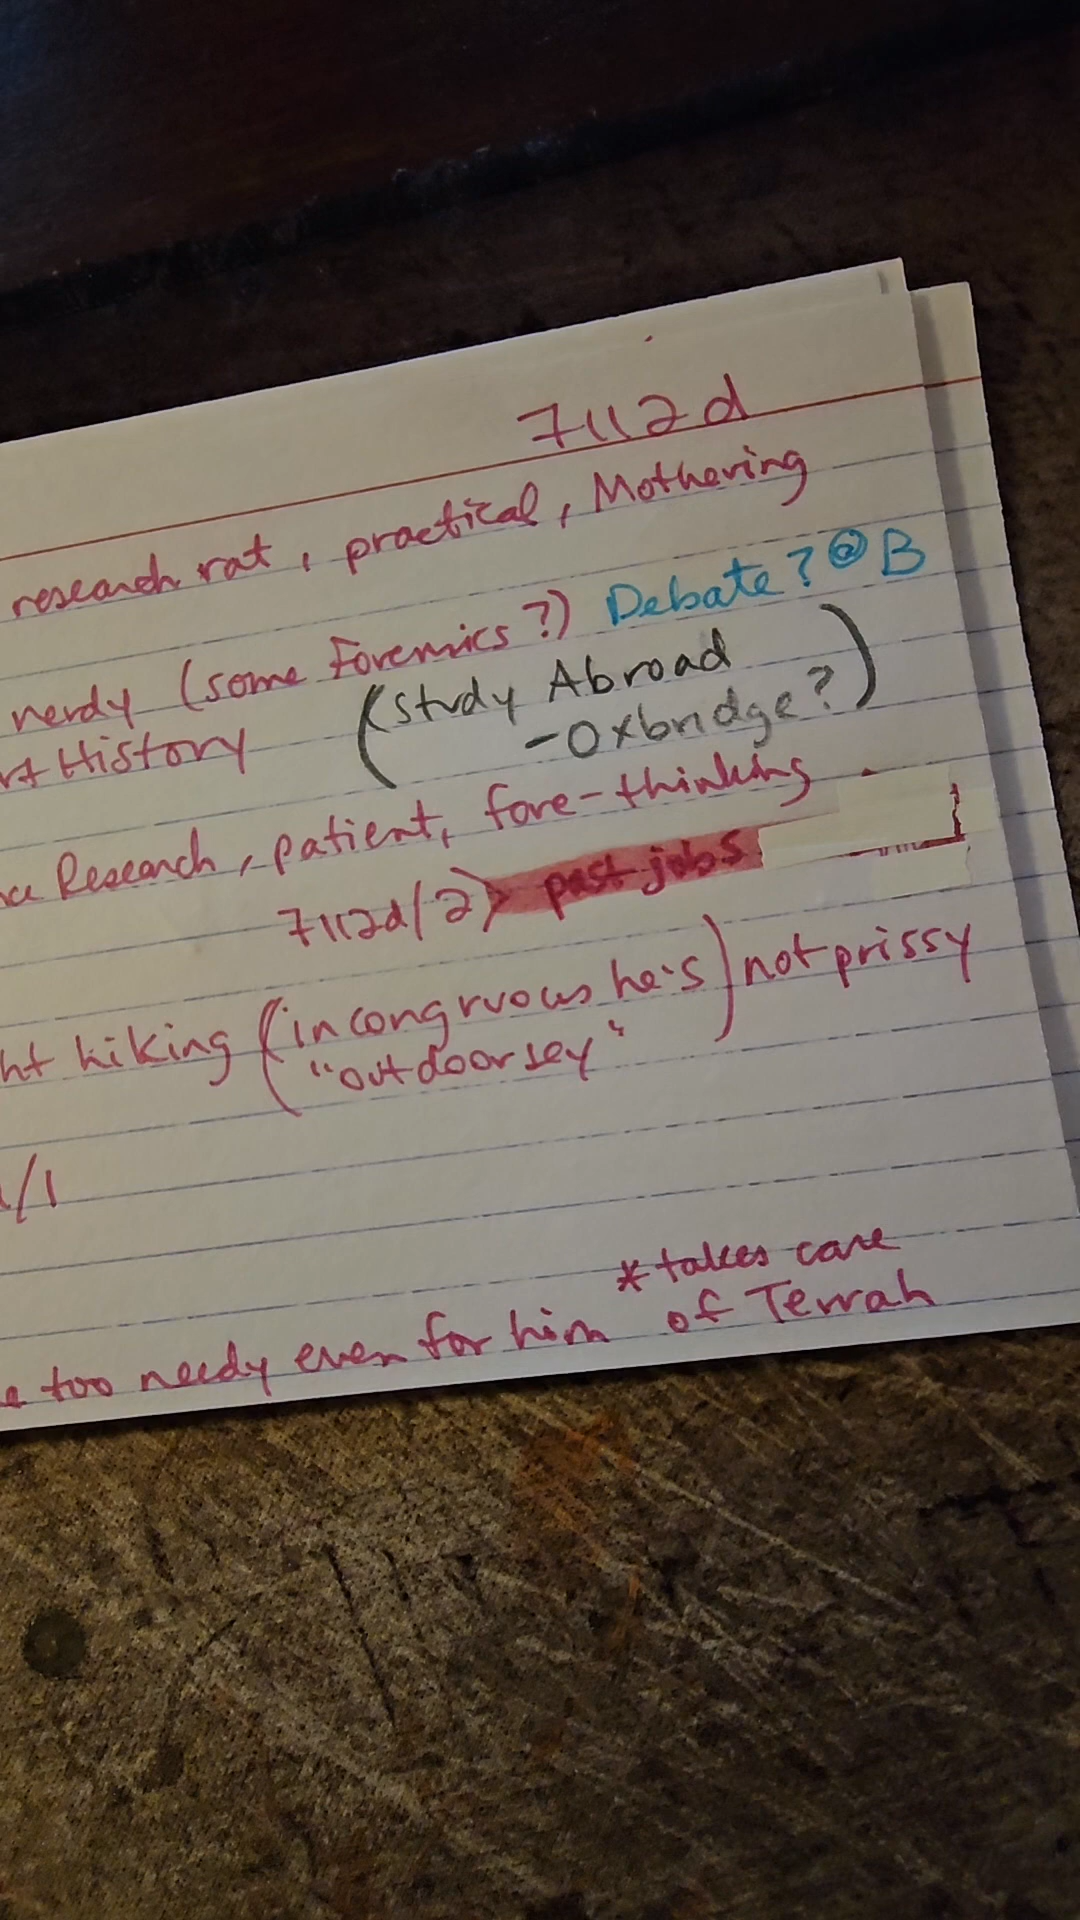 7112d
research rat, practical, Mothering
nerdy (some Forensics?) Debate? @ B
rt History (Study Abroad
-Oxbridge?)
Research, patient, fore-thinking
7112d/2> past jobs
ht hiking (incongruous he's) not prissy
"outdoorsey"
/1
*takes care
too needy even for him of Terrah